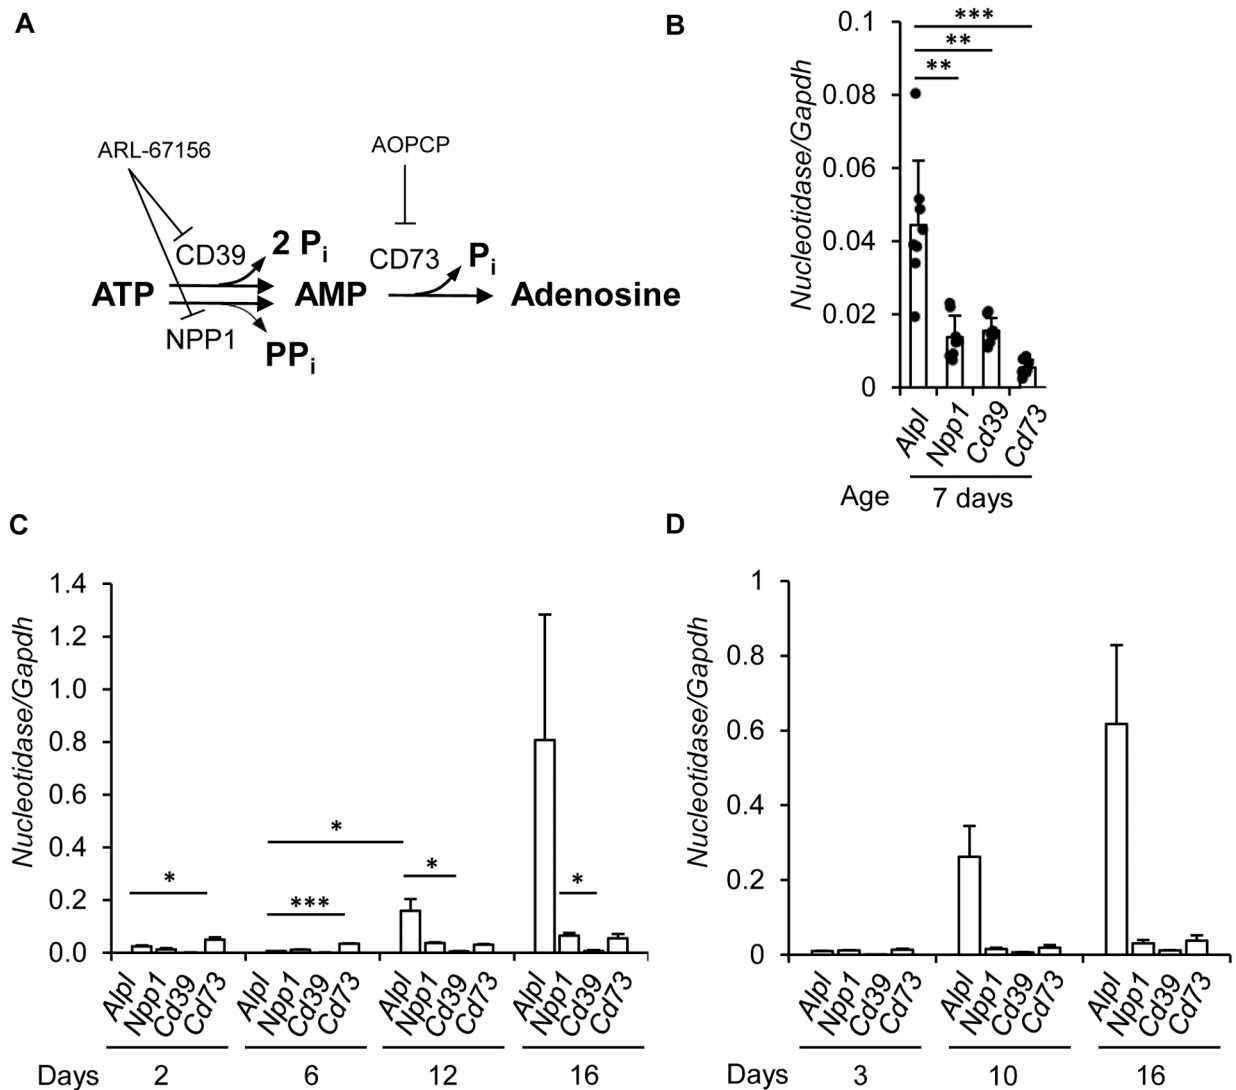 A
ARL-67156
AOPCP
CD39
2 Pi
CD73
Pi
ATP
AMP
Adenosine
NPP1
PPi
B
Nucleotidase/Gapdh
0.1
0.08
0.06
0.04
0.02
0
***
**
**
Alpl
Npp1
Cd39
Cd73
Age
7 days
C
Nucleotidase/Gapdh
1.4
1.2
1.0
0.8
0.6
0.4
0.2
0.0
*
***
*
*
*
Alpl
Npp1
Cd39
Cd73
Alpl
Npp1
Cd39
Cd73
Alpl
Npp1
Cd39
Cd73
Alpl
Npp1
Cd39
Cd73
Days
2
6
12
16
D
Nucleotidase/Gapdh
1
0.8
0.6
0.4
0.2
0
Alpl
Npp1
Cd39
Cd73
Alpl
Npp1
Cd39
Cd73
Alpl
Npp1
Cd39
Cd73
Days
3
10
16